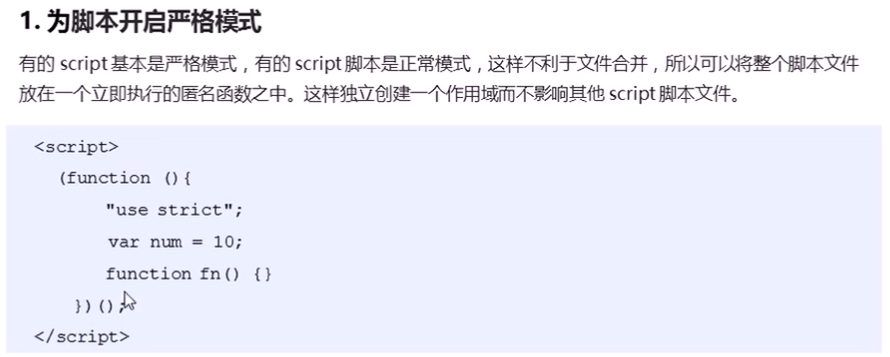 1. 为脚本开启严格模式
有的 script 基本是严格模式，有的 script 脚本是正常模式，这样不利于文件合并，所以可以将整个脚本文件
放在一个立即执行的匿名函数之中。这样独立创建一个作用域而不影响其他 script 脚本文件。
<script>
(function (){
"use strict";
var num = 10;
function fn() {}
})();
</script>